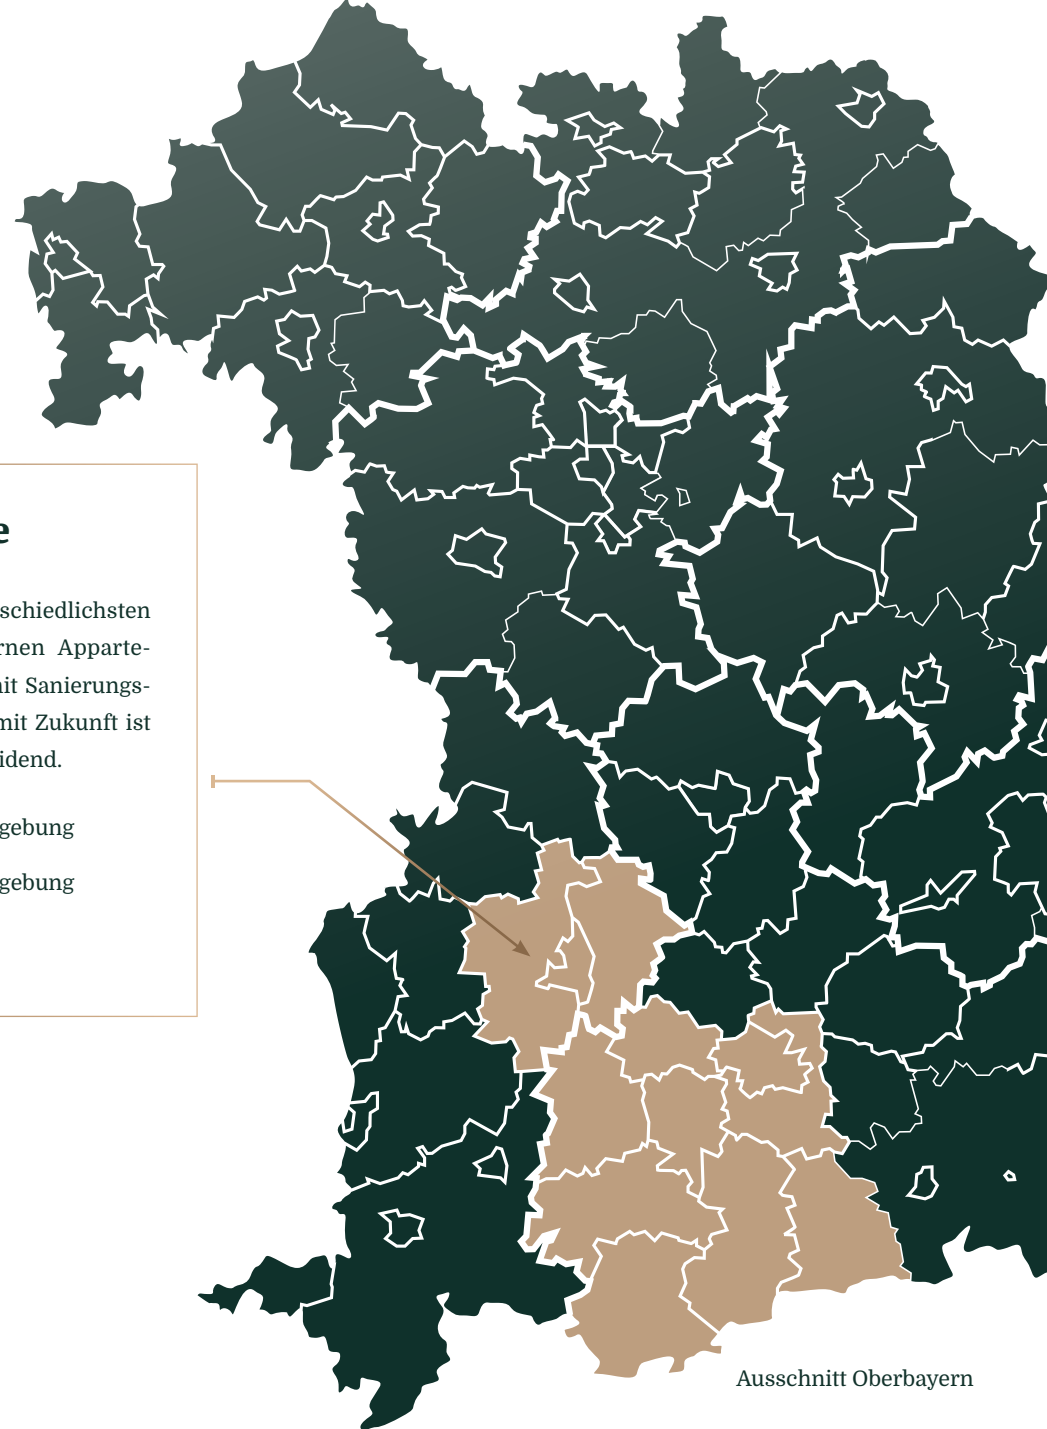 e
schiedlichsten
rnen Apparte-
nit Sanierungs-
mit Zukunft ist
idend.
gebung
gebung
Ausschnitt Oberbayern